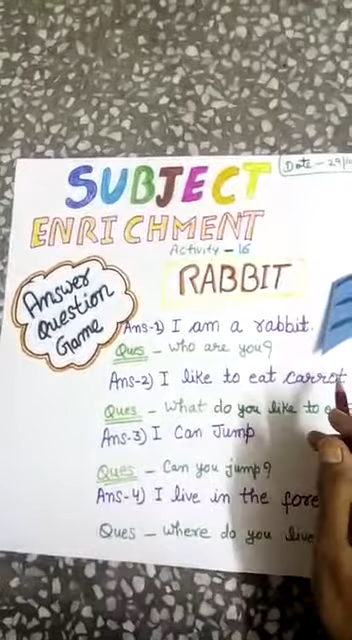 Date - 29/
SUBJECT
ENRICHMENT
Activity - 16
RABBIT
Answer
Question
Game
Ans-1) I am a rabbit.
Ques - Who are you?
Ans-2) I like to eat carrot
Ques - What do you like to
Ans-3) I Can Jump
Ques - Can you jump?
Ans-4) I live in the fore
Ques - Where do you live